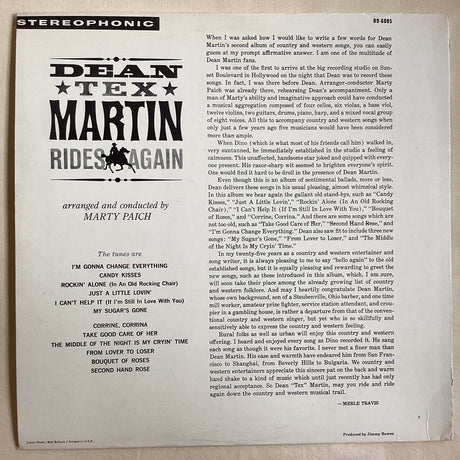 STEREOPHONIC
R9-6085
DEAN
★TEX★
MARTIN
RIDES AGAIN
arranged and conducted by
MARTY PAICH
The tunes are
I'M GONNA CHANGE EVERYTHING
CANDY KISSES
ROCKIN' ALONE (In An Old Rocking Chair)
JUST A LITTLE LOVIN'
I CAN'T HELP IT (If I'm Still In Love With You)
MY SUGAR'S GONE
CORRINE, CORRINA
TAKE GOOD CARE OF HER
THE MIDDLE OF THE NIGHT IS MY CRYIN' TIME
FROM LOVER TO LOSER
BOUQUET OF ROSES
SECOND HAND ROSE
When I was asked how I would like to write a few words for Dean
Martin's second album of country and western songs, you can easily
guess at my prompt affirmative answer. I am one of the multitude of
Dean Martin fans.
I was one of the first to arrive at the big recording studio on Sun-
set Boulevard in Hollywood on the night that Dean was to record these
songs. In fact, I was there before Dean. Arranger-conductor Marty
Paich was already there, rehearsing Dean's accompaniment. Only a
man of Marty's ability and imaginative approach could have conducted
a musical aggregation composed of four cellos, six violas, a bass viol,
twelve violins, two guitars, drums, piano, harp, and a mixed vocal group
of eight voices. All this to accompany country and western songs when
only just a few years ago five musicians would have been considered
more than ample.
When Dino (which is what most of his friends call him) walked in,
very suntanned, he immediately established in the studio a feeling of
calmness. This unaffected, handsome star joked and quipped with every-
one present. His razor-sharp wit seemed to brighten everyone's spirit.
One would find it hard to be droll in the presence of Dean Martin.
Even though this is an album of sentimental ballads, more or less,
Dean delivers these songs in his usual pleasing, almost whimsical style.
In this album we hear again the gallant old stand-bys, such as "Candy
Kisses," "Just A Little Lovin'," "Rockin' Alone (In An Old Rocking
Chair)," "I Can't Help It (If I'm Still In Love With You)," "Bouquet
of Roses," and "Corrine, Corrina." And there are some songs which are
not too old, such as "Take Good Care of Her," "Second Hand Rose," and
"I'm Gonna Change Everything." Dean also saw fit to include three new
songs: "My Sugar's Gone," "From Lover to Loser," and "The Middle
of the Night Is My Cryin' Time."
In my twenty-five years as a country and western entertainer and
song writer, it is always pleasing to me to say "hello again" to the old
established songs, but it is equally pleasing and rewarding to greet the
new songs, such as these introduced in this album, which, I am sure,
will soon take their place among the already growing list of country
and western folklore. And may I heartily congratulate Dean Martin,
whose own background, son of a Steubenville, Ohio barber, and one time
mill worker, amateur prize fighter, service station attendant, and crou-
pier in a gambling house, is rather a departure from that of the conven-
tional country and western singer, but yet who is so skillfully and
sensitively able to express the country and western feeling.
Rural folks as well as urban will enjoy this country and western
offering. I heard and enjoyed every song as Dino recorded it. He sang
each song as though it were his favorite. I never met a finer man than
Dean Martin. His ease and warmth have endeared him from San Fran-
cisco to Shanghai, from Beverly Hills to Bulgaria. We country and
western entertainers appreciate this sincere pat on the back and warm
hand shake to a kind of music which until just recently has had only
regional acceptance. So Dean "Tex" Martin, may you ride and ride
again down the country and western musical trail.
— MERLE TRAVIS
Produced by Jimmy Bowen